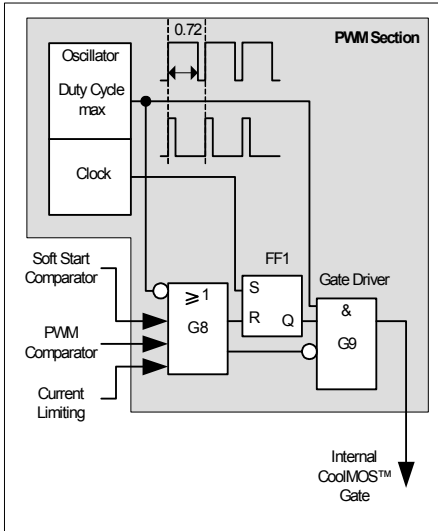 0.72
PWM Section
Oscillator
Duty Cycle
max
Clock
Soft Start
Comparator
PWM
Comparator
Current
Limiting
≥1
G8
FF1
S
R
Q
Gate Driver
&
G9
Internal
CoolMOS™
Gate